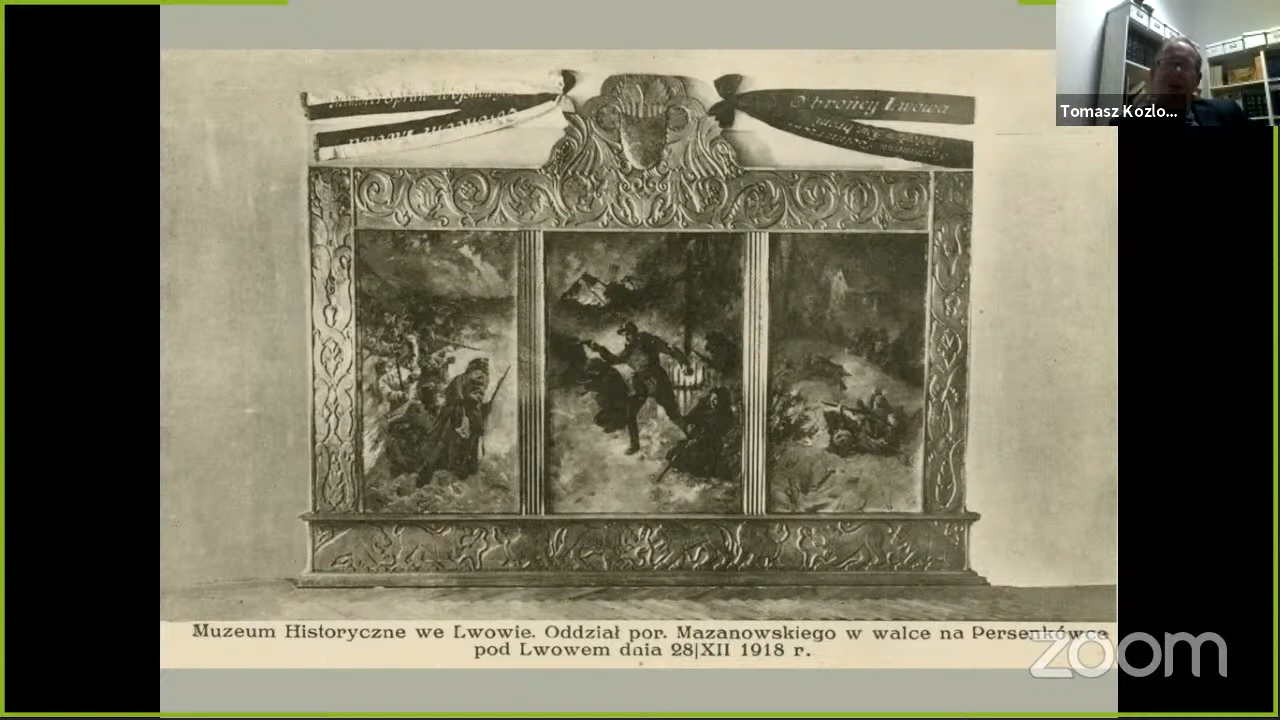 Tomasz Kozlo...
Obrońcy Lwowa
Muzeum Historyczne we Lwowie. Oddział por. Mazanowskiego w walce na Persenkówce
pod Lwowem dnia 28|XII 1918 r.
zoom